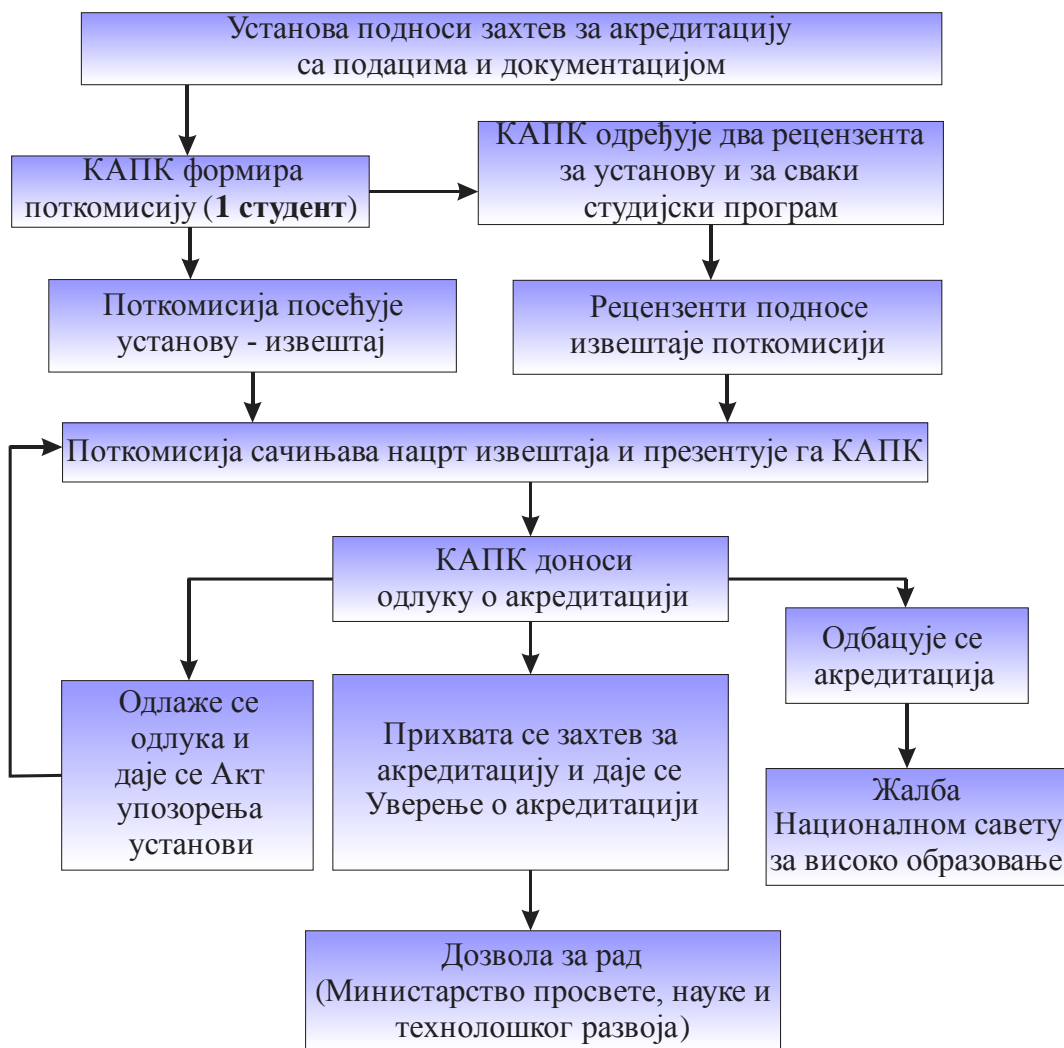 Установа подноси захтев за акредитацију
са подацима и документацијом
КАПК формира
поткомисију (1 студент)
КАПК одређује два рецензента
за установу и за сваки
студијски програм
Поткомисија посећује
установу - извештај
Рецензенти подносе
извештаје поткомисији
Поткомисија сачињава нацрт извештаја и презентује га КАПК
КАПК доноси
одлуку о акредитацији
Одлаже се
одлука и
даје се Акт
упозорења
установи
Прихвата се захтев за
акредитацију и даје се
Уверење о акредитацији
Одбацује се
акредитација
Жалба
Националном савету
за високо образовање
Дозвола за рад
(Министарство просвете, науке и
технолошког развоја)